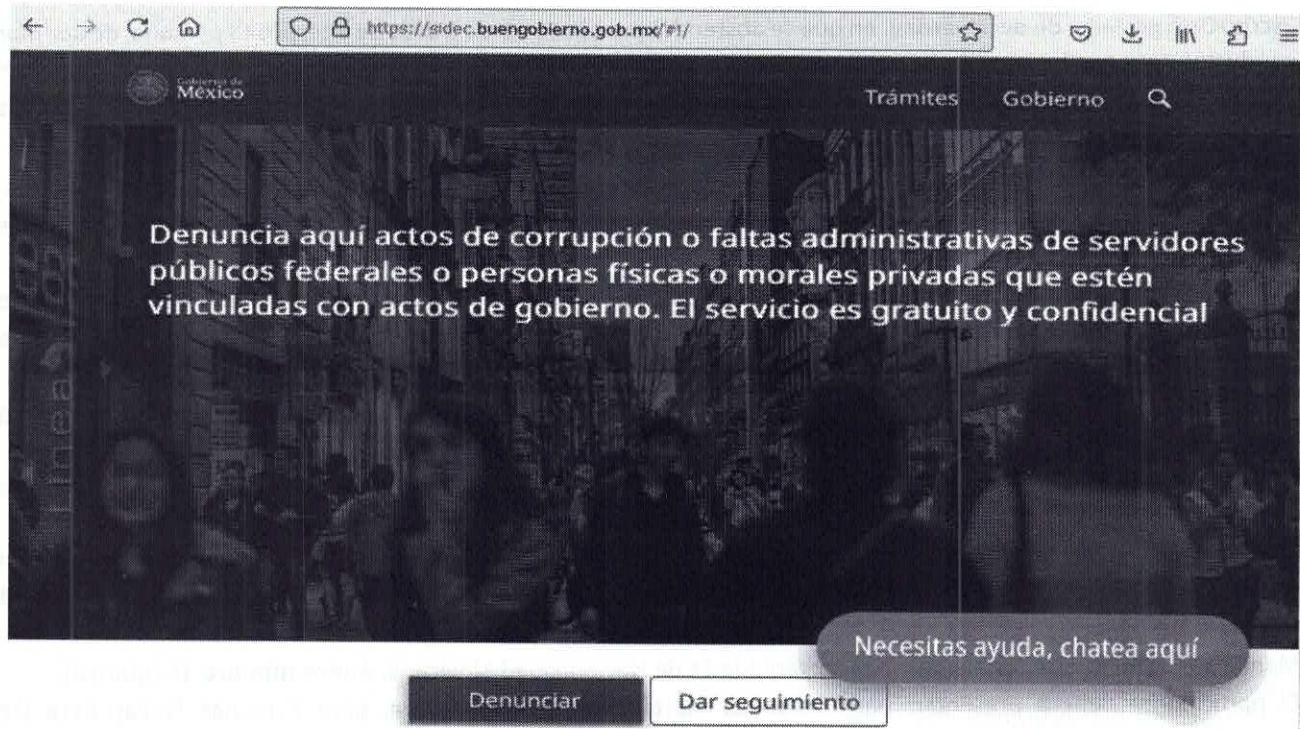 https://sidec.buengobierno.gob.mx/#!/
Gobierno de
México
Trámites Gobierno
Denuncia aquí actos de corrupción o faltas administrativas de servidores
públicos federales o personas físicas o morales privadas que estén
vinculadas con actos de gobierno. El servicio es gratuito y confidencial
Necesitas ayuda, chatea aquí
Denunciar Dar seguimiento